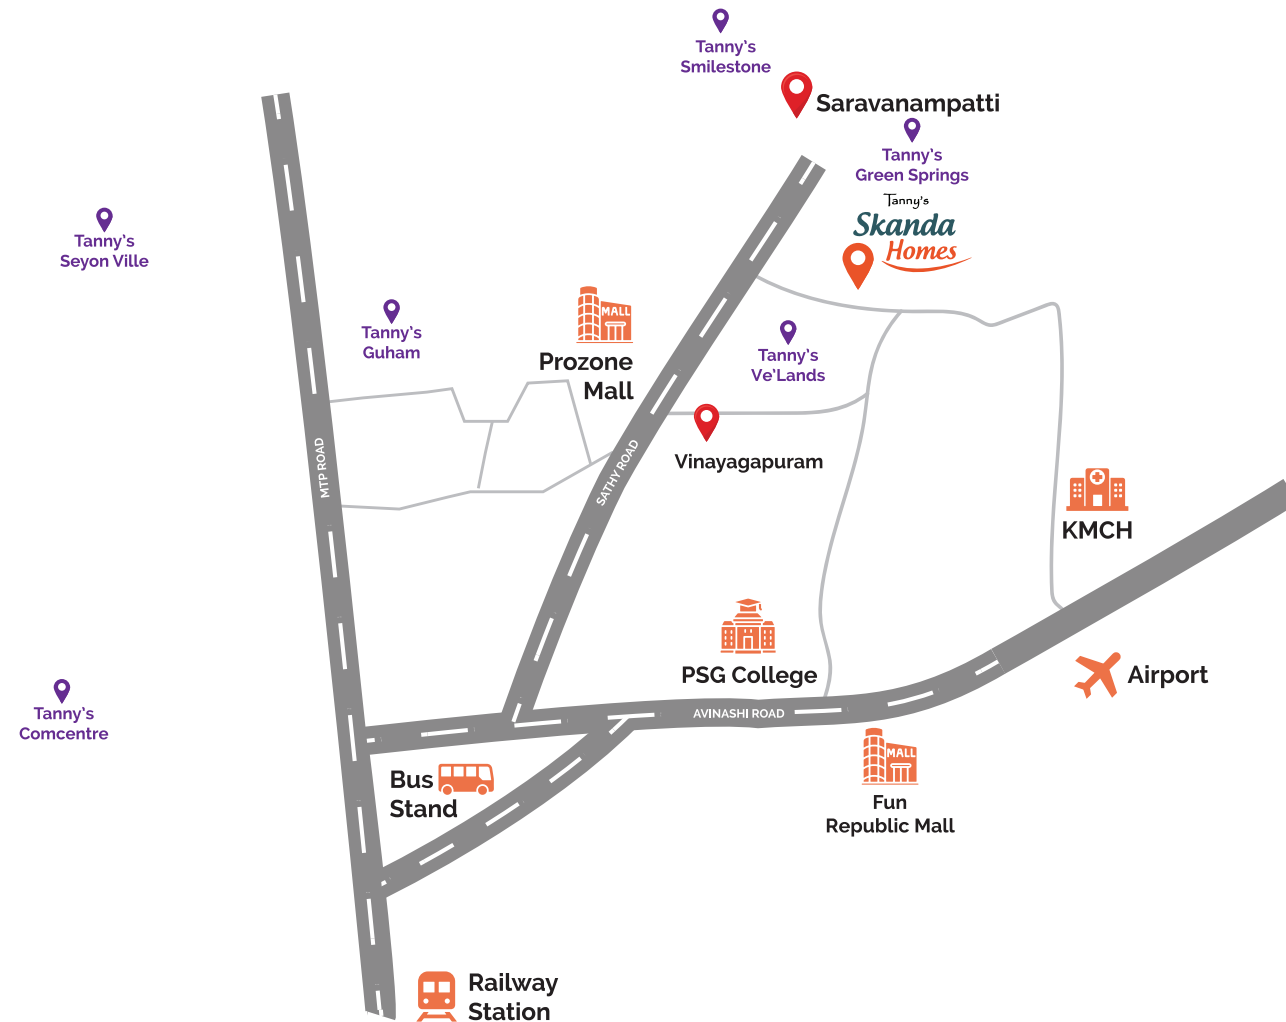 Tanny's
Smilestone
Saravanampatti
Tanny's
Green Springs
Tanny's
Skanda
Homes
Tanny's
Seyon Ville
Tanny's
Guham
MALL
Prozone
Mall
Tanny's
Ve'Lands
Vinayagapuram
MTP ROAD
SATHY ROAD
KMCH
PSG College
Airport
AVINASHI ROAD
Tanny's
Comcentre
MALL
Fun
Republic Mall
Bus
Stand
Railway
Station